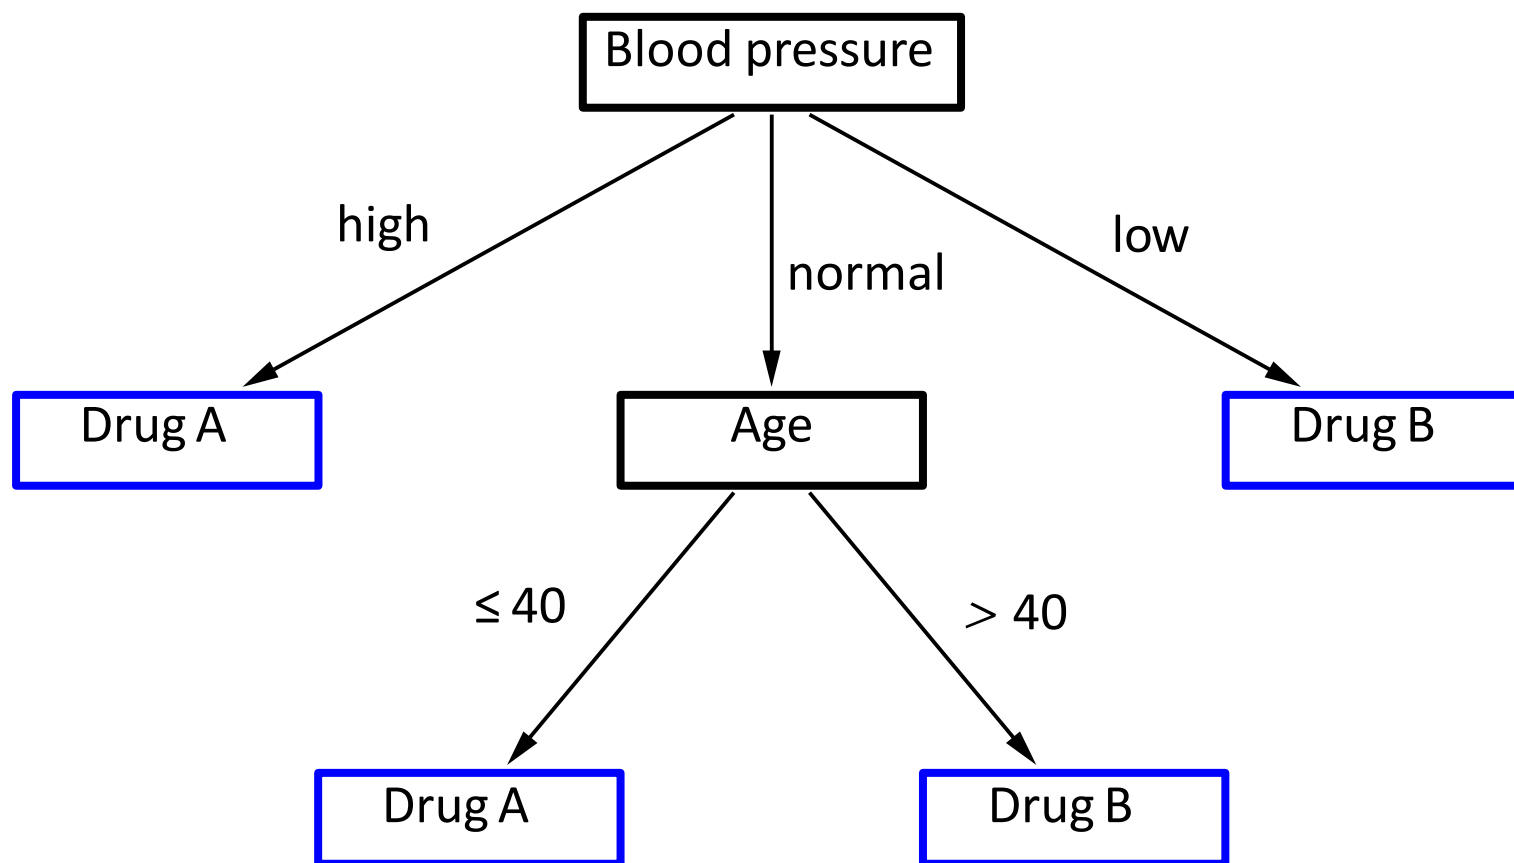 Blood pressure
high
normal
low
Drug A
Age
Drug B
≤ 40
> 40
Drug A
Drug B